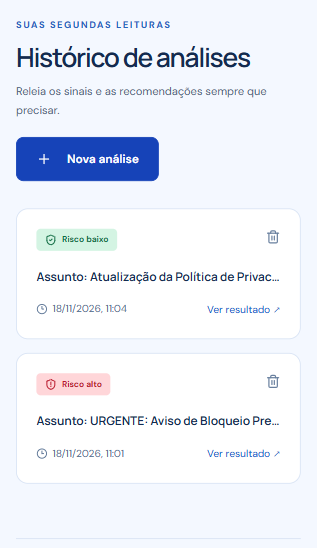 SUAS SEGUNDAS LEITURAS
Histórico de análises
Releia os sinais e as recomendações sempre que
precisar.
+ Nova análise
Risco baixo
Assunto: Atualização da Política de Privac...
18/11/2026, 11:04
Ver resultado ↗
Risco alto
Assunto: URGENTE: Aviso de Bloqueio Pre...
18/11/2026, 11:01
Ver resultado ↗